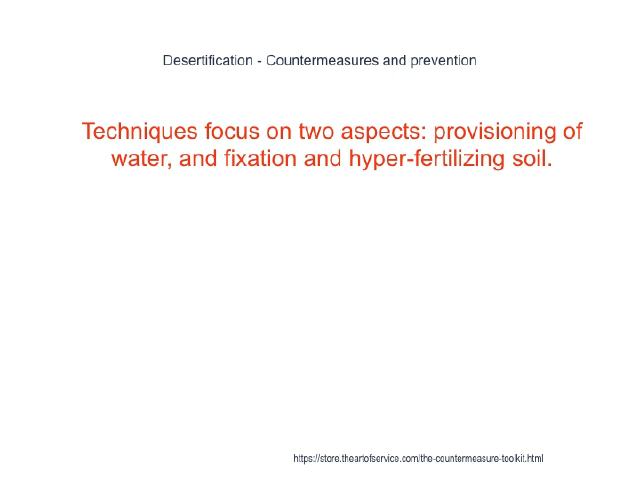 Desertification - Countermeasures and prevention
Techniques focus on two aspects: provisioning of
water, and fixation and hyper-fertilizing soil.
https://store.theartofservice.com/the-countermeasure-toolkit.html